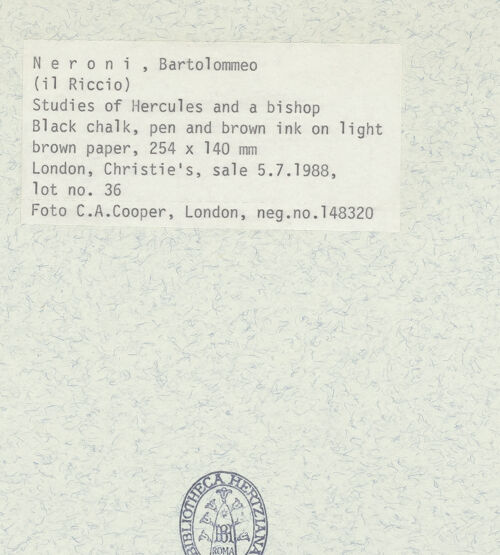 N e r o n i , Bartolommeo
(il Riccio)
Studies of Hercules and a bishop
Black chalk, pen and brown ink on light
brown paper, 254 x 140 mm
London, Christie's, sale 5.7.1988,
lot no. 36
Foto C.A.Cooper, London, neg.no.148320
BIBLIOTHECA HERTZIANA
ROMA